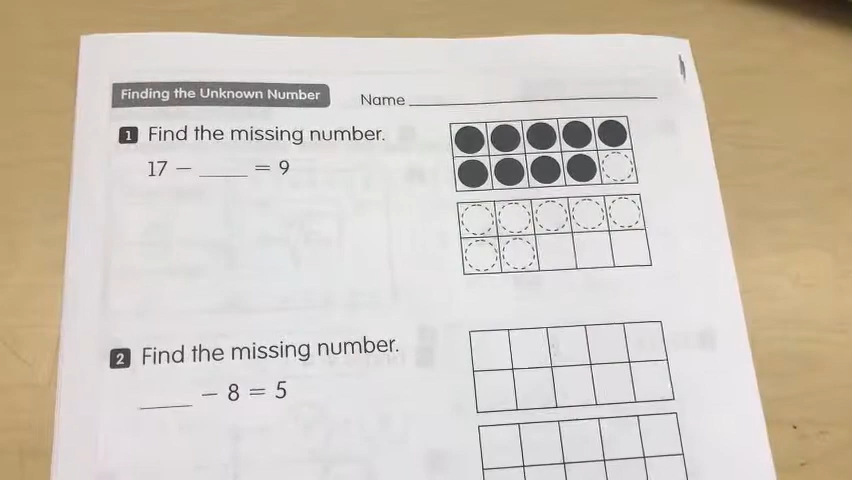 Finding the Unknown Number
Name ___
1 Find the missing number.
17 − ___ = 9
2 Find the missing number.
___ − 8 = 5